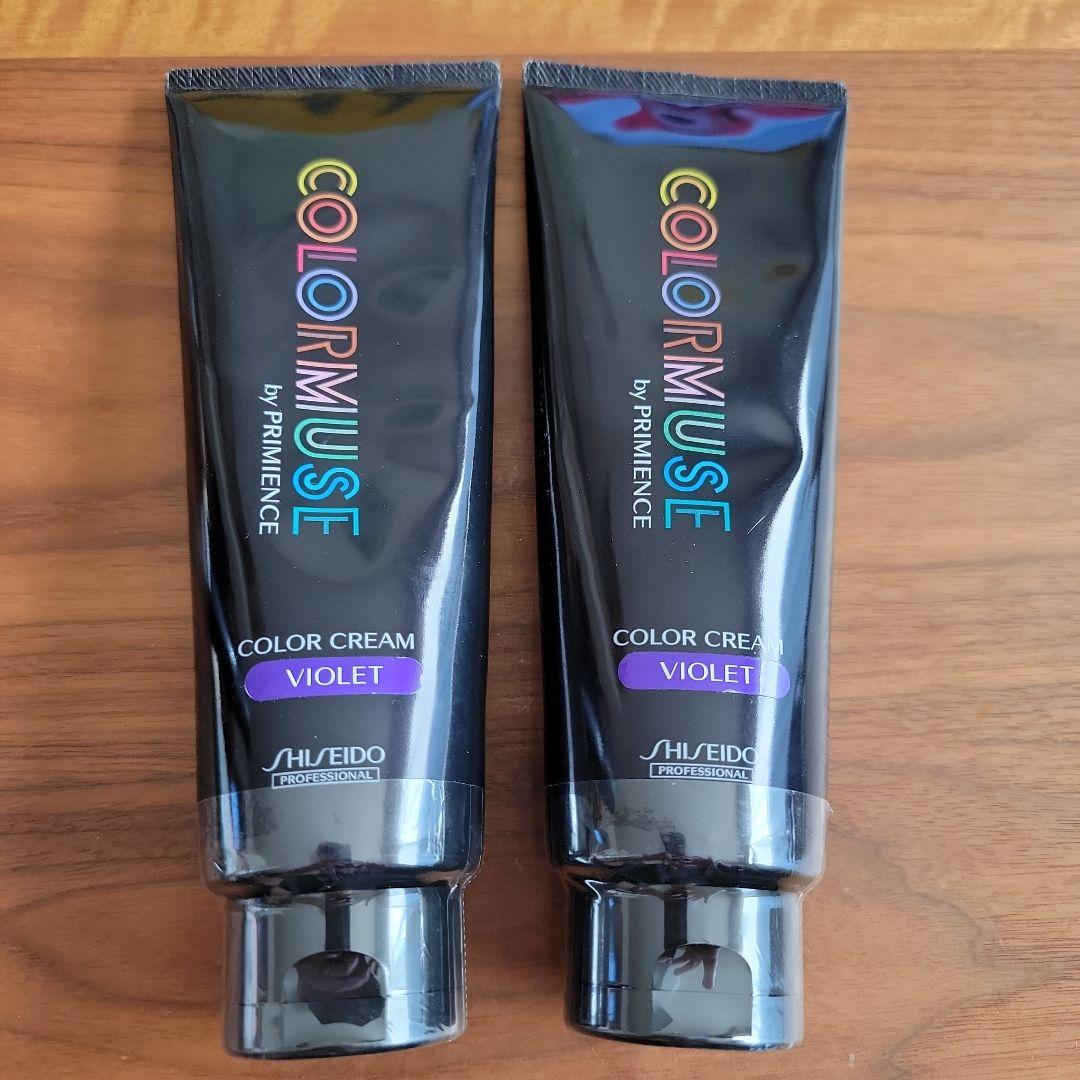 COLORMUSE
by PRIMIENCE
COLOR CREAM
VIOLET
SHISEIDO
PROFESSIONAL
COLORMUSE
by PRIMIENCE
COLOR CREAM
VIOLET
SHISEIDO
PROFESSIONAL